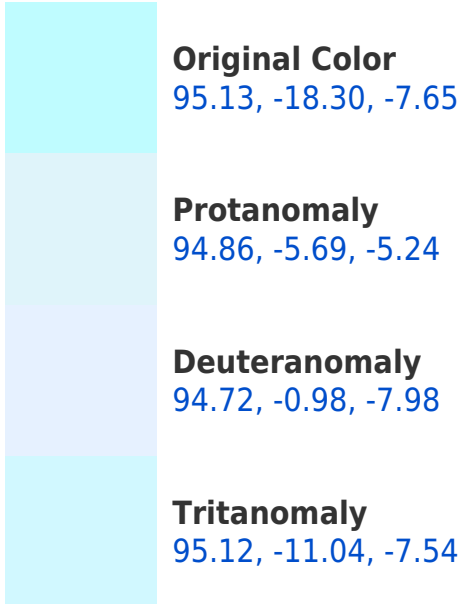 Original Color
95.13, -18.30, -7.65
Protanomaly
94.86, -5.69, -5.24
Deuteranomaly
94.72, -0.98, -7.98
Tritanomaly
95.12, -11.04, -7.54